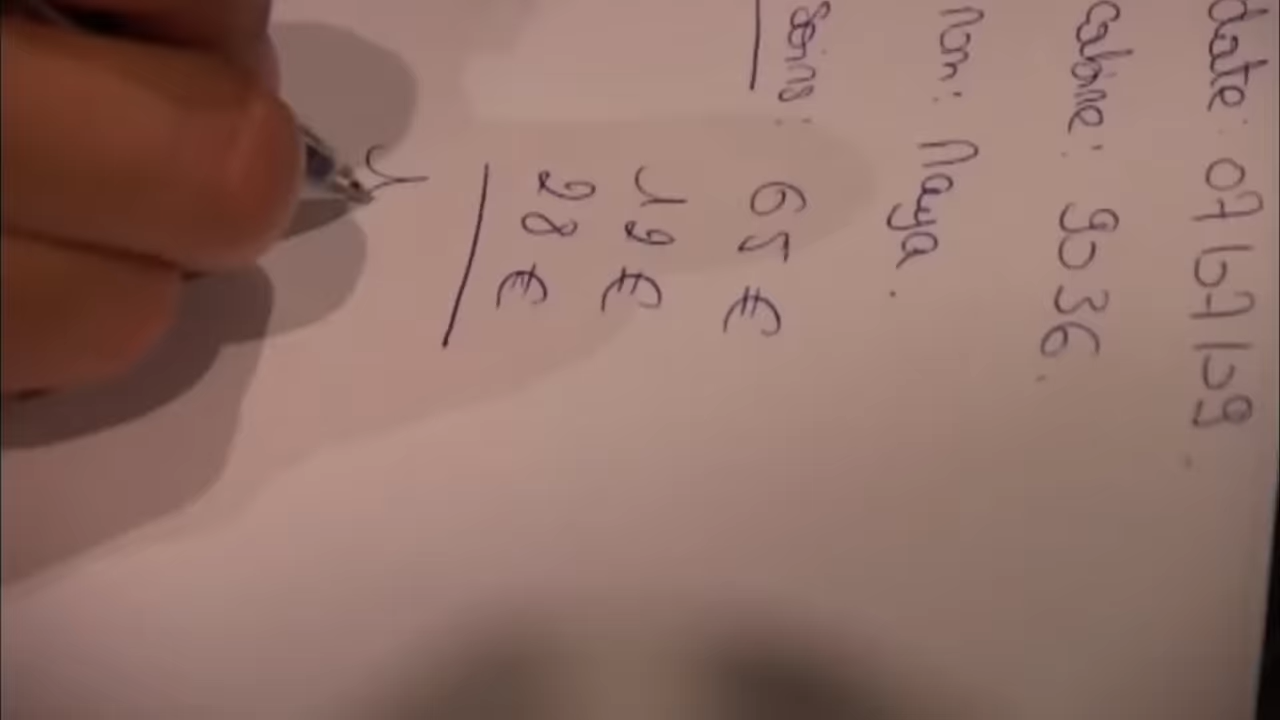 date: 07/07/09.
cabine: 9036.
nom: Naya.
soins: 65 €
19 €
28 €